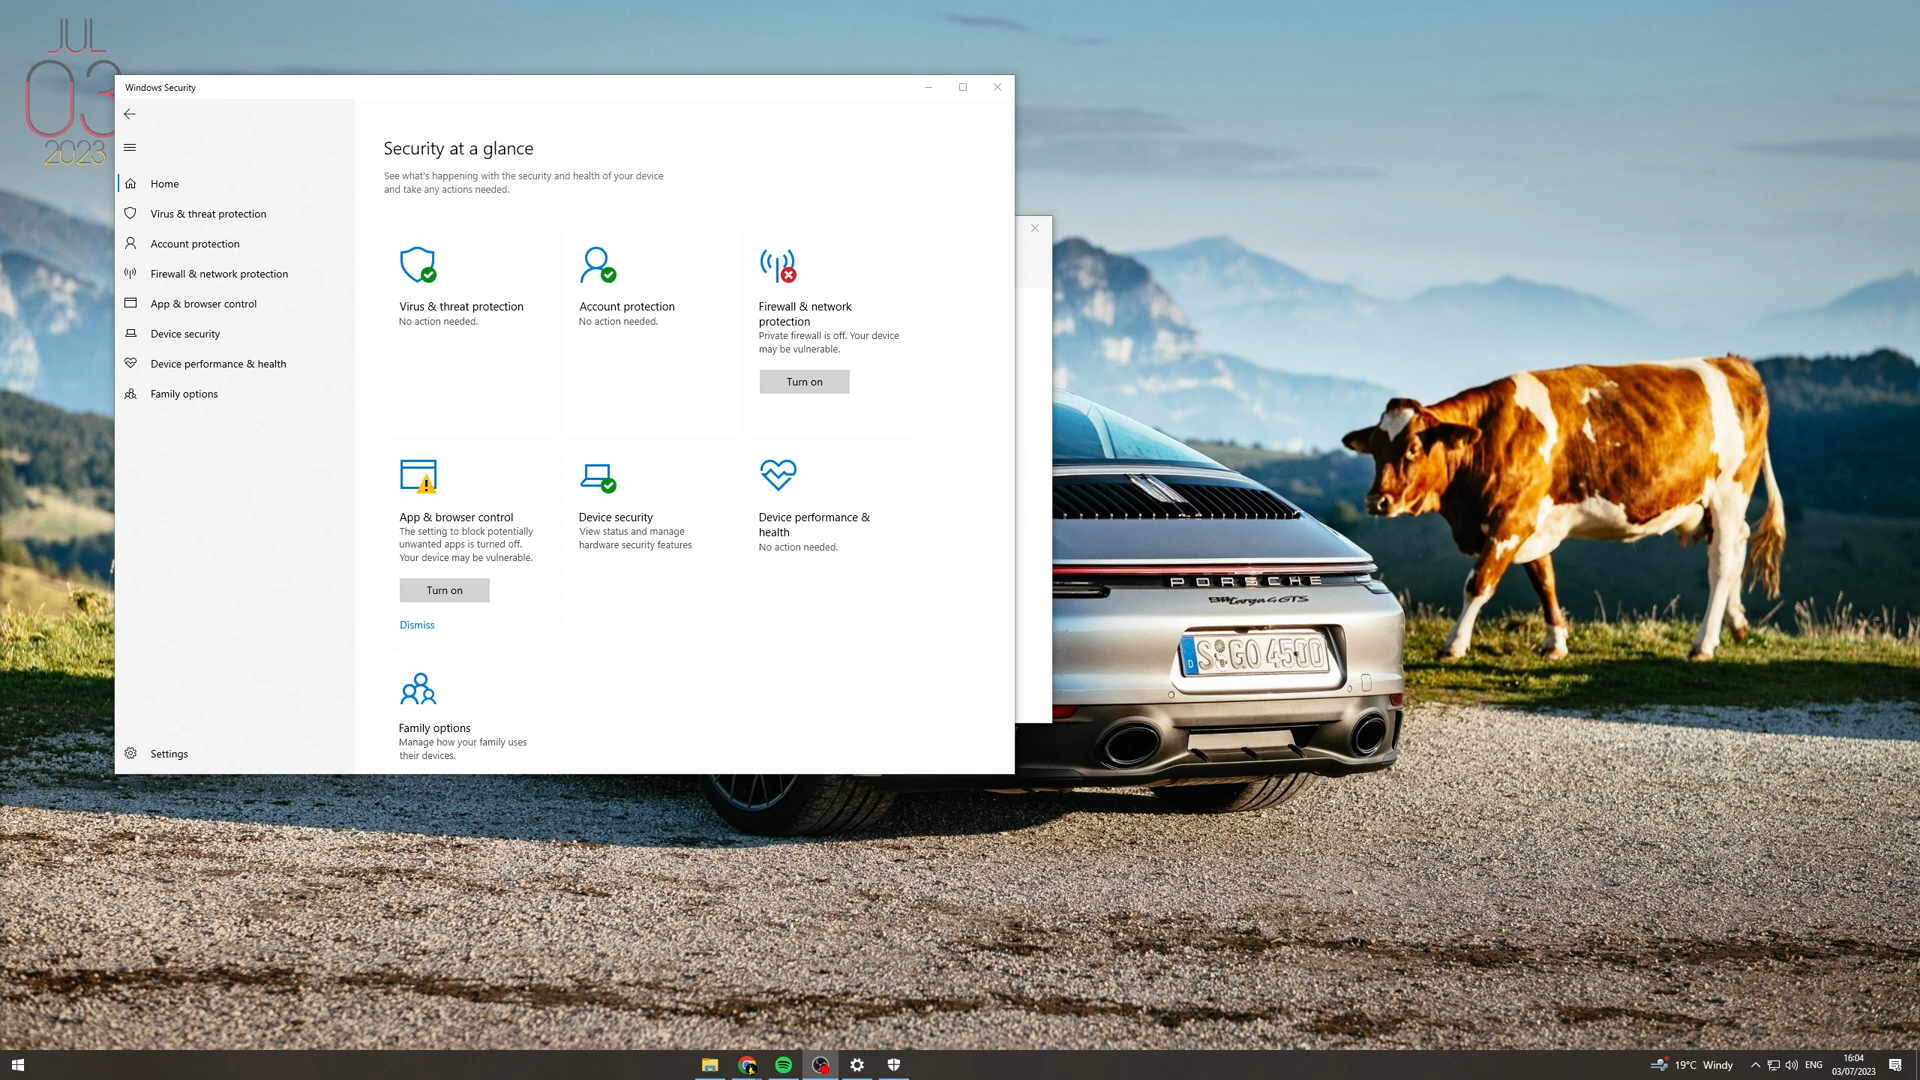 JUL
03
2023
Windows Security
Home
Virus & threat protection
Account protection
Firewall & network protection
App & browser control
Device security
Device performance & health
Family options
Settings
Security at a glance
See what's happening with the security and health of your device
and take any actions needed.
Virus & threat protection
No action needed.
Account protection
No action needed.
Firewall & network
protection
Private firewall is off. Your device
may be vulnerable.
Turn on
App & browser control
The setting to block potentially
unwanted apps is turned off.
Your device may be vulnerable.
Turn on
Dismiss
Device security
View status and manage
hardware security features
Device performance &
health
No action needed.
Family options
Manage how your family uses
their devices.
PORSCHE
targa 4 GTS
S GO 4500
19°C Windy
ENG
16:04
03/07/2023